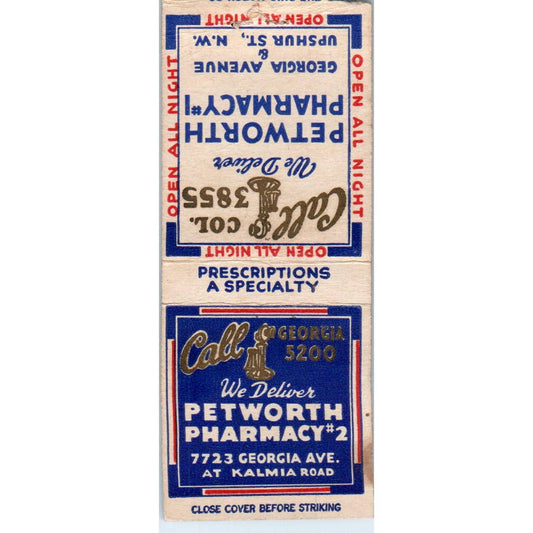 OPEN ALL NIGHT
UPSHUR ST., N.W.
&
GEORGIA AVENUE
PHARMACY#1
PETWORTH
We Deliver
3855
COL.
Call
OPEN ALL NIGHT
OPEN ALL NIGHT
OPEN ALL NIGHT
PRESCRIPTIONS
A SPECIALTY
Call GEORGIA
5200
We Deliver
PETWORTH
PHARMACY#2
7723 GEORGIA AVE.
AT KALMIA ROAD
CLOSE COVER BEFORE STRIKING